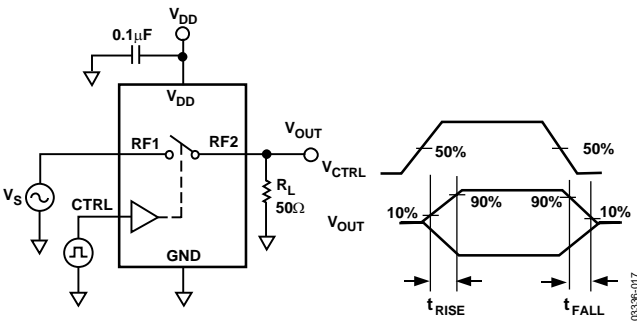 VDD
0.1μF
VDD
RF1
RF2
VOUT
VS
CTRL
RL
50Ω
GND
VCTRL
50%
50%
VOUT
10%
90%
90%
10%
tRISE
tFALL
03336-017